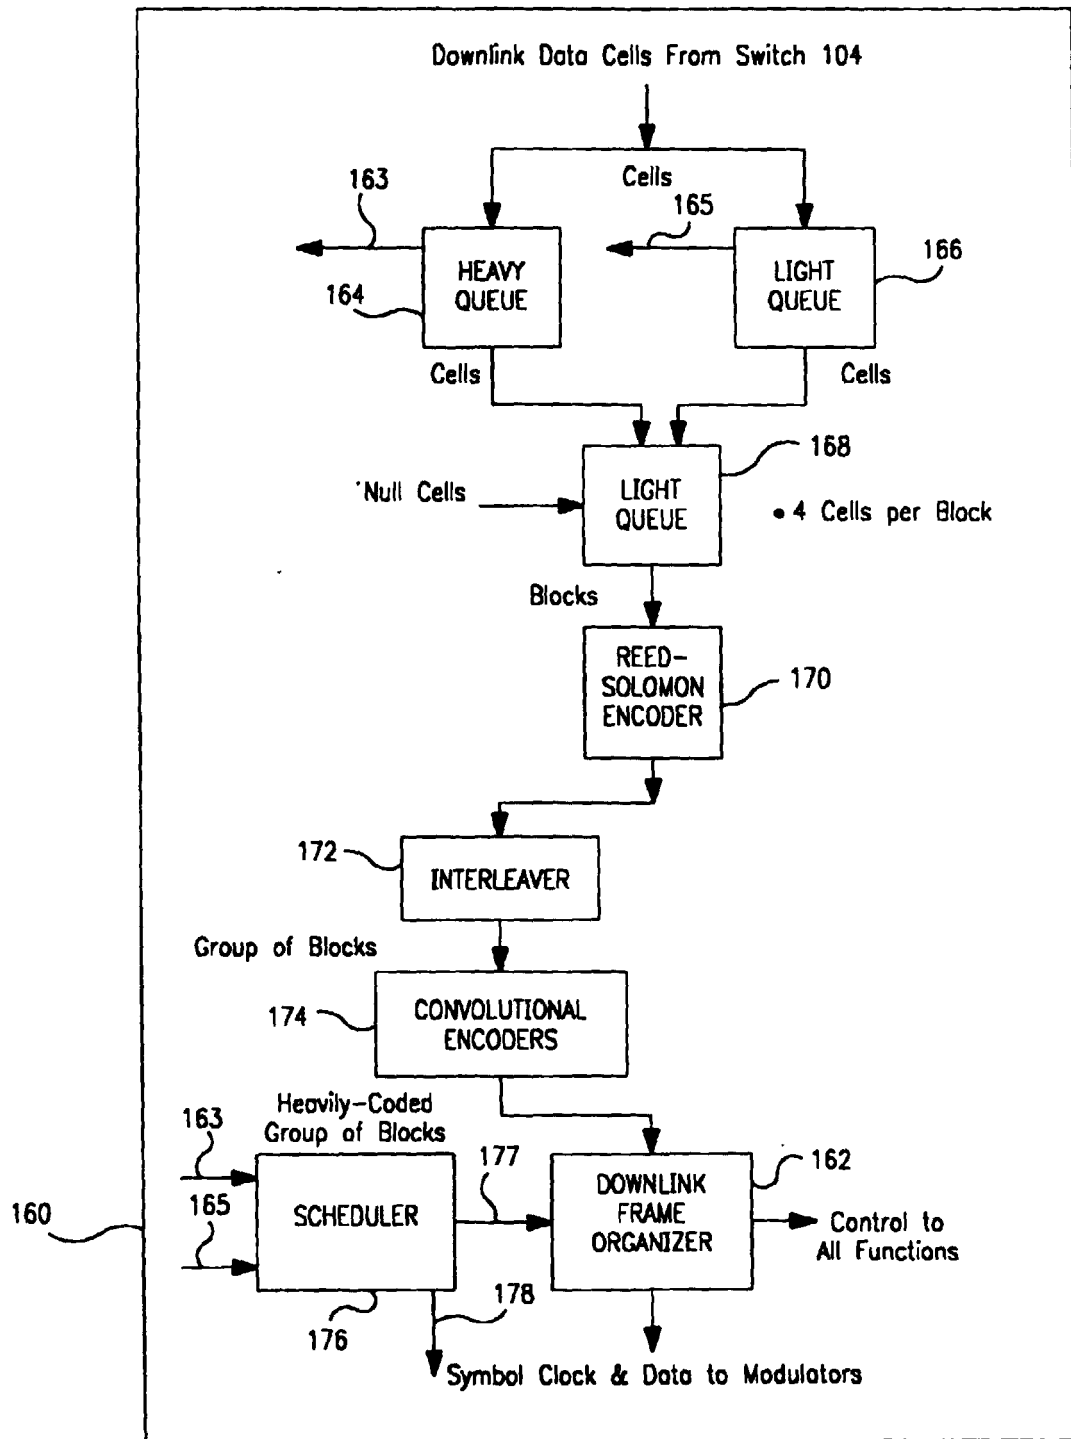 Downlink Data Cells From Switch 104
Cells
163
165
HEAVY
QUEUE
164
LIGHT
QUEUE
166
Cells
Cells
168
Null Cells
LIGHT
QUEUE
• 4 Cells per Block
Blocks
REED-
SOLOMON
ENCODER
170
172
INTERLEAVER
Group of Blocks
174
CONVOLUTIONAL
ENCODERS
Heavily-Coded
Group of Blocks
163
165
SCHEDULER
177
DOWNLINK
FRAME
ORGANIZER
162
160
Control to
All Functions
176
178
Symbol Clock & Data to Modulators